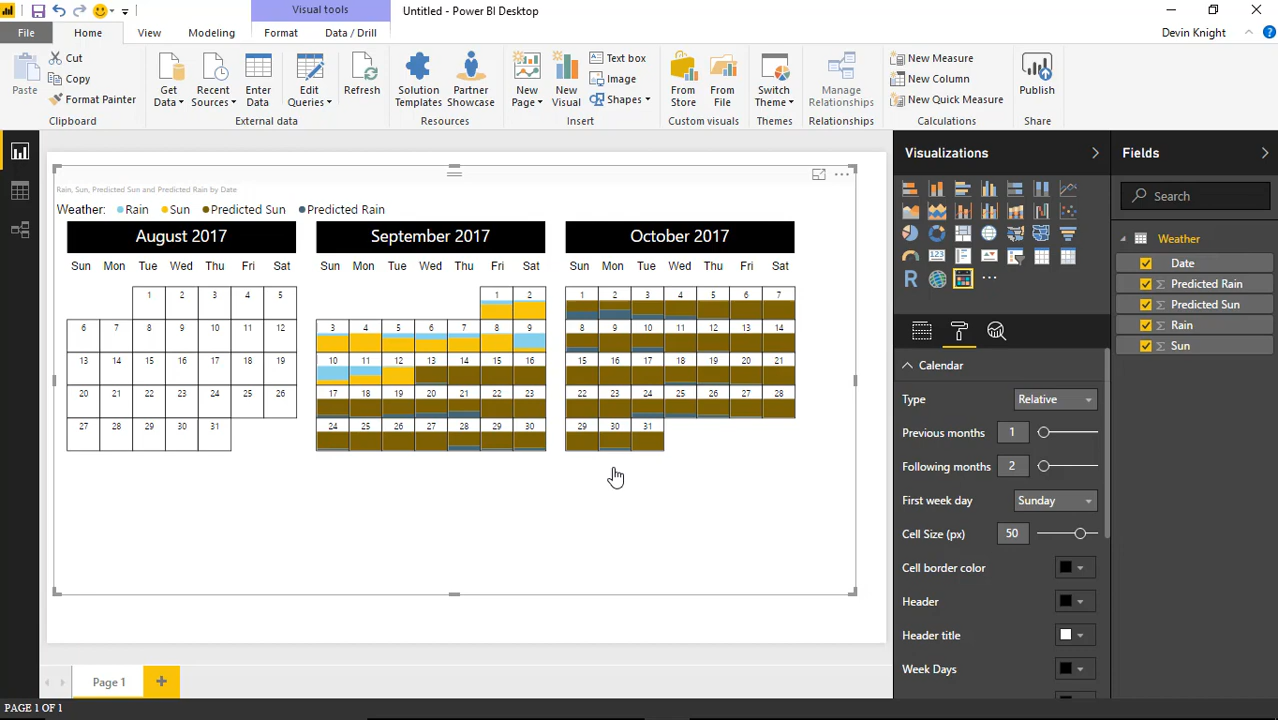 Visual tools
Untitled - Power BI Desktop
File
Home
View
Modeling
Format
Data / Drill
Devin Knight
Paste
Cut
Copy
Format Painter
Clipboard
Get Data
Recent Sources
Enter Data
Edit Queries
Refresh
External data
Solution Templates
Partner Showcase
Resources
New Page
New Visual
Text box
Image
Shapes
Insert
From Store
From File
Custom visuals
Switch Theme
Themes
Manage Relationships
Relationships
New Measure
New Column
New Quick Measure
Calculations
Publish
Share
Rain, Sun, Predicted Sun and Predicted Rain by Date
Weather: Rain Sun Predicted Sun Predicted Rain
August 2017
Sun Mon Tue Wed Thu Fri Sat
1 2 3 4 5
6 7 8 9 10 11 12
13 14 15 16 17 18 19
20 21 22 23 24 25 26
27 28 29 30 31
September 2017
Sun Mon Tue Wed Thu Fri Sat
1 2
3 4 5 6 7 8 9
10 11 12 13 14 15 16
17 18 19 20 21 22 23
24 25 26 27 28 29 30
October 2017
Sun Mon Tue Wed Thu Fri Sat
1 2 3 4 5 6 7
8 9 10 11 12 13 14
15 16 17 18 19 20 21
22 23 24 25 26 27 28
29 30 31
Visualizations
R
Calendar
Type Relative
Previous months 1
Following months 2
First week day Sunday
Cell Size (px) 50
Cell border color
Header
Header title
Week Days
Fields
Search
Weather
Date
Predicted Rain
Predicted Sun
Rain
Sun
Page 1
PAGE 1 OF 1